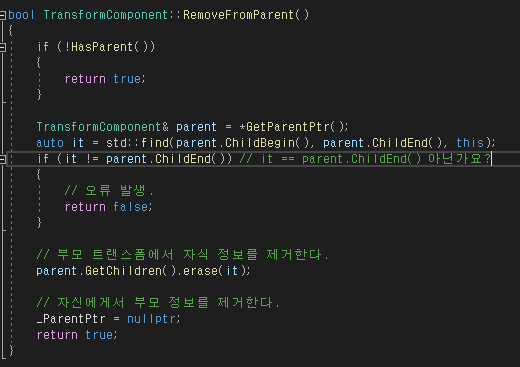 bool TransformComponent::RemoveFromParent()
{
if (!HasParent())
{
return true;
}
TransformComponent& parent = *GetParentPtr();
auto it = std::find(parent.ChildBegin(), parent.ChildEnd(), this);
if (it != parent.ChildEnd()) // it == parent.ChildEnd() 아닌가요?
{
// 오류 발생.
return false;
}
// 부모 트랜스폼에서 자식 정보를 제거한다.
parent.GetChildren().erase(it);
// 자신에게서 부모 정보를 제거한다.
_ParentPtr = nullptr;
return true;
}